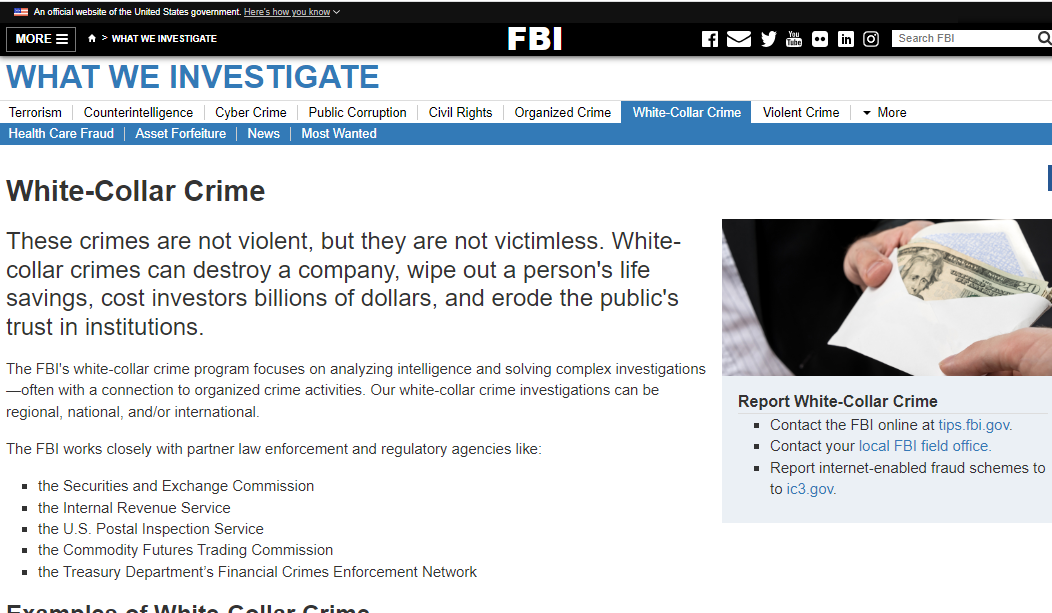 An official website of the United States government. Here's how you know
MORE
> WHAT WE INVESTIGATE
FBI
You
Tube
in
Search FBI
WHAT WE INVESTIGATE
Terrorism
Counterintelligence
Cyber Crime
Public Corruption
Civil Rights
Organized Crime
White-Collar Crime
Violent Crime
More
Health Care Fraud
Asset Forfeiture
News
Most Wanted
White-Collar Crime
These crimes are not violent, but they are not victimless. White-
collar crimes can destroy a company, wipe out a person's life
savings, cost investors billions of dollars, and erode the public's
trust in institutions.
The FBI's white-collar crime program focuses on analyzing intelligence and solving complex investigations
—often with a connection to organized crime activities. Our white-collar crime investigations can be
regional, national, and/or international.
The FBI works closely with partner law enforcement and regulatory agencies like:
the Securities and Exchange Commission
the Internal Revenue Service
the U.S. Postal Inspection Service
the Commodity Futures Trading Commission
the Treasury Department’s Financial Crimes Enforcement Network
Examples of White-Collar Crime
Report White-Collar Crime
Contact the FBI online at tips.fbi.gov.
Contact your local FBI field office.
Report internet-enabled fraud schemes to
to ic3.gov.